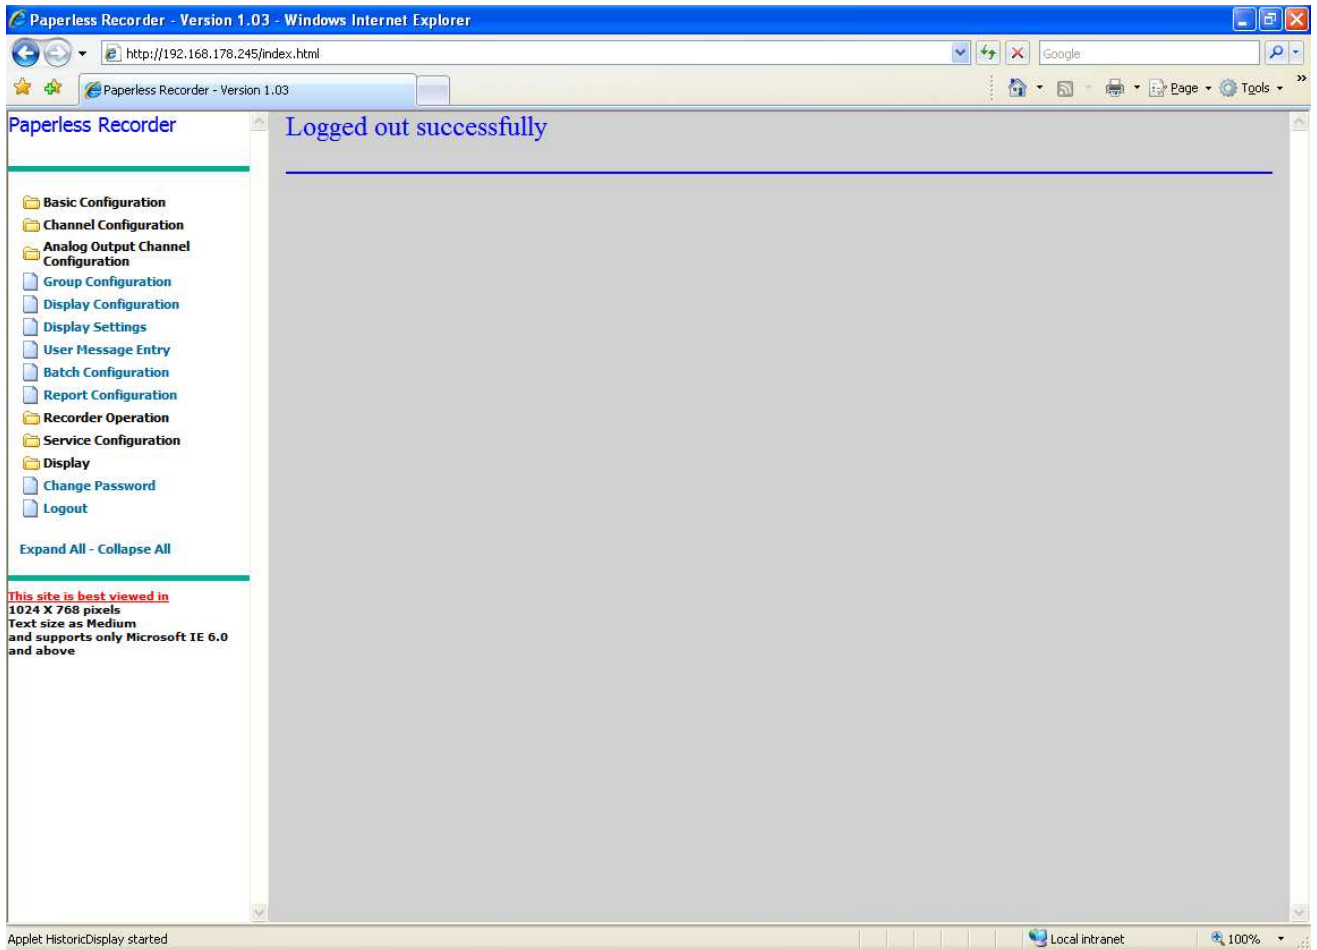 Paperless Recorder - Version 1.03 - Windows Internet Explorer
http://192.168.178.245/index.html
Google
Paperless Recorder - Version 1.03
Page
Tools
Paperless Recorder
Logged out successfully
Basic Configuration
Channel Configuration
Analog Output Channel
Configuration
Group Configuration
Display Configuration
Display Settings
User Message Entry
Batch Configuration
Report Configuration
Recorder Operation
Service Configuration
Display
Change Password
Logout
Expand All - Collapse All
This site is best viewed in
1024 X 768 pixels
Text size as Medium
and supports only Microsoft IE 6.0
and above
Applet HistoricDisplay started
Local intranet
100%